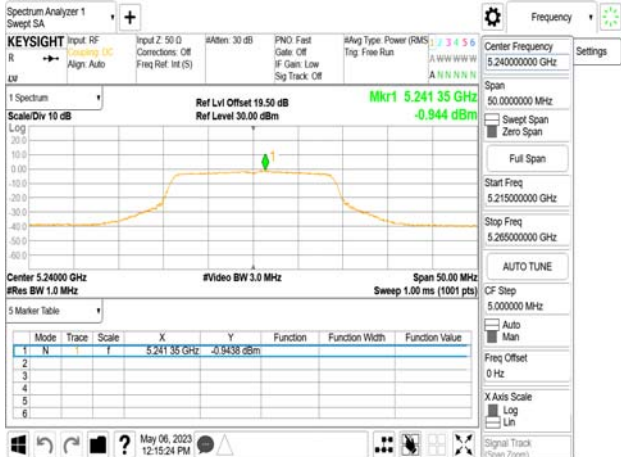 Spectrum Analyzer 1
Swept SA
Frequency
KEYSIGHT
R
Input: RF
Coupling: DC
Align: Auto
Input Z: 50 Ω
Corrections: Off
Freq Ref: Int (S)
#Atten: 30 dB
PNO: Fast
Gate: Off
IF Gain: Low
Sig Track: Off
#Avg Type: Power (RMS)
Trig: Free Run
1 2 3 4 5 6
A W W W W W
A N N N N N
Settings
1 Spectrum
Scale/Div 10 dB
Log
Ref Lvl Offset 19.50 dB
Ref Level 30.00 dBm
Mkr1 5.241 35 GHz
-0.944 dBm
20.0
10.0
0.00
-10.0
-20.0
-30.0
-40.0
-50.0
-60.0
1
Center 5.24000 GHz
#Res BW 1.0 MHz
#Video BW 3.0 MHz
Span 50.00 MHz
Sweep 1.00 ms (1001 pts)
5 Marker Table
Mode Trace Scale X Y Function Function Width Function Value
1 N 1 f 5.241 35 GHz -0.9438 dBm
2
3
4
5
6
May 06, 2023
12:15:24 PM
Center Frequency
5.240000000 GHz
Span
50.0000000 MHz
Swept Span
Zero Span
Full Span
Start Freq
5.215000000 GHz
Stop Freq
5.265000000 GHz
AUTO TUNE
CF Step
5.000000 MHz
Auto
Man
Freq Offset
0 Hz
X Axis Scale
Log
Lin
Signal Track
(Span Zoom)